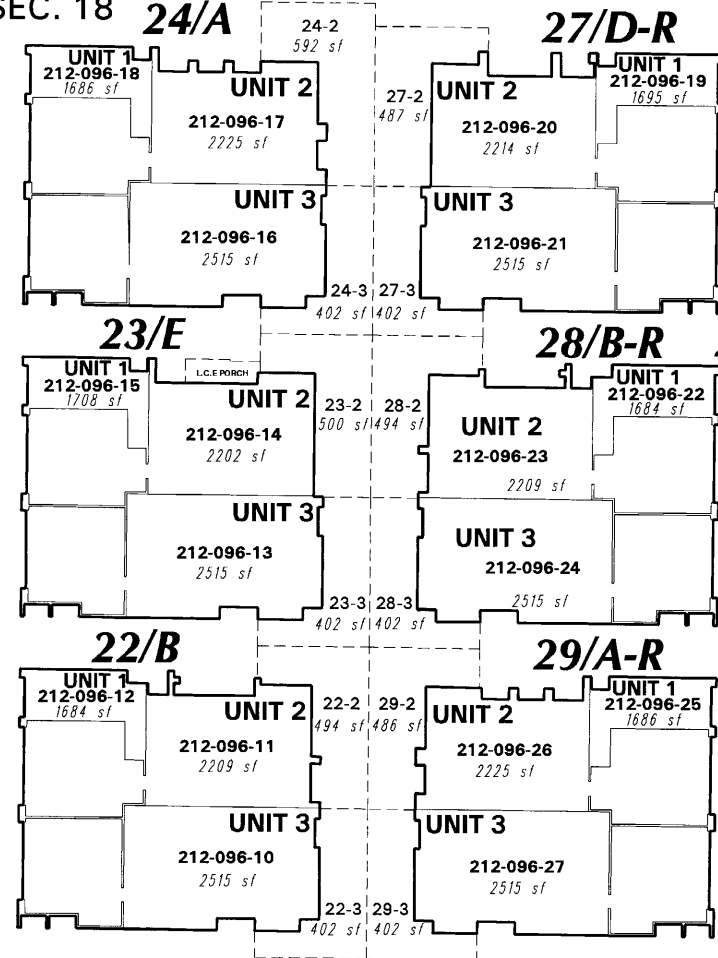 SEC. 18
24/A
24-2
592 sf
27/D-R
UNIT 1
212-096-18
1686 sf
UNIT 2
212-096-17
2225 sf
27-2
487 sf
UNIT 2
212-096-20
2214 sf
UNIT 1
212-096-19
1695 sf
UNIT 3
212-096-16
2515 sf
UNIT 3
212-096-21
2515 sf
24-3
402 sf
27-3
402 sf
23/E
28/B-R
UNIT 1
212-096-15
1708 sf
L.C.E PORCH
UNIT 2
212-096-14
2202 sf
23-2
500 sf
28-2
494 sf
UNIT 2
212-096-23
2209 sf
UNIT 1
212-096-22
1684 sf
UNIT 3
212-096-13
2515 sf
UNIT 3
212-096-24
2515 sf
23-3
402 sf
28-3
402 sf
22/B
29/A-R
UNIT 1
212-096-12
1684 sf
UNIT 2
212-096-11
2209 sf
22-2
494 sf
29-2
486 sf
UNIT 2
212-096-26
2225 sf
UNIT 1
212-096-25
1686 sf
UNIT 3
212-096-10
2515 sf
UNIT 3
212-096-27
2515 sf
22-3
402 sf
29-3
402 sf